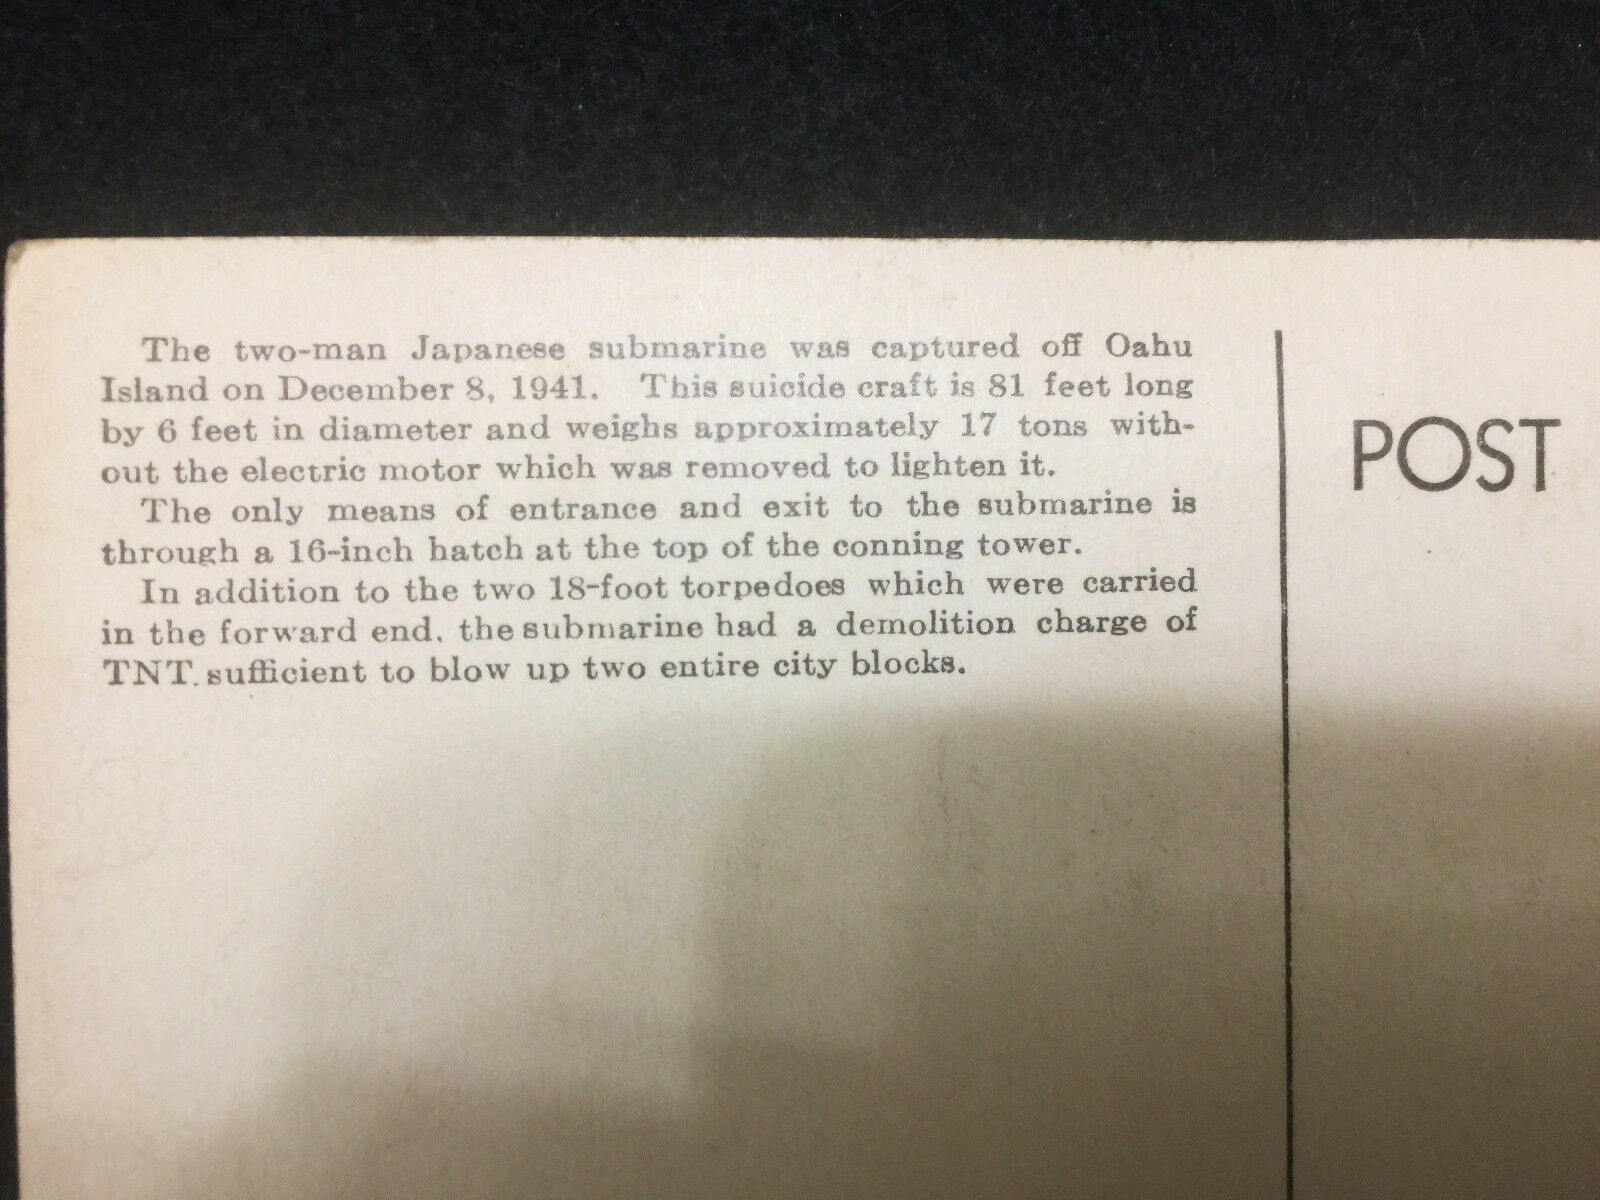 The two-man Japanese submarine was captured off Oahu
Island on December 8, 1941. This suicide craft is 81 feet long
by 6 feet in diameter and weighs approximately 17 tons with-
out the electric motor which was removed to lighten it.
The only means of entrance and exit to the submarine is
through a 16-inch hatch at the top of the conning tower.
In addition to the two 18-foot torpedoes which were carried
in the forward end, the submarine had a demolition charge of
TNT. sufficient to blow up two entire city blocks.
POST